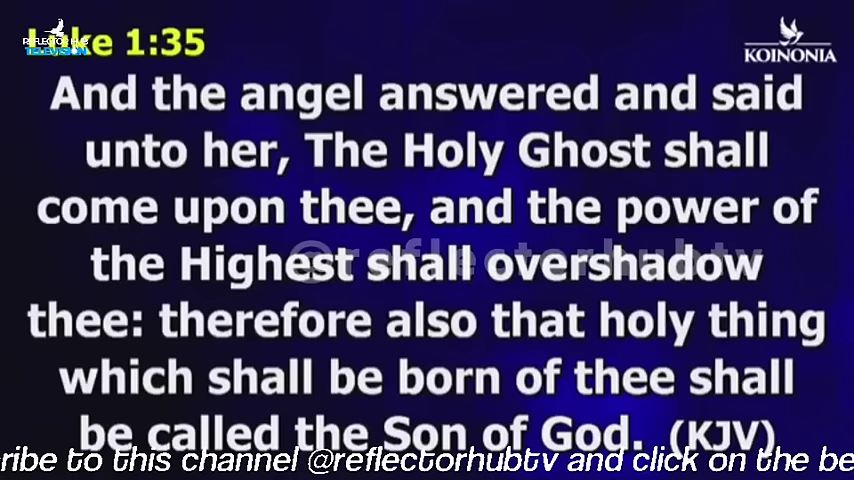 Luke 1:35
REFLECTOR HUB
TELEVISION
KOINONIA
And the angel answered and said
unto her, The Holy Ghost shall
come upon thee, and the power of
the Highest shall overshadow
@reflectorhubtv
thee: therefore also that holy thing
which shall be born of thee shall
be called the Son of God. (KJV)
ribe to this channel @reflectorhubtv and click on the be